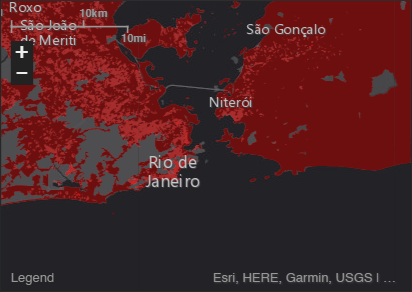 Roxo
10km
São João
de Meriti
10mi
São Gonçalo
+
−
Niterói
Rio de
Janeiro
Legend
Esri, HERE, Garmin, USGS | ...